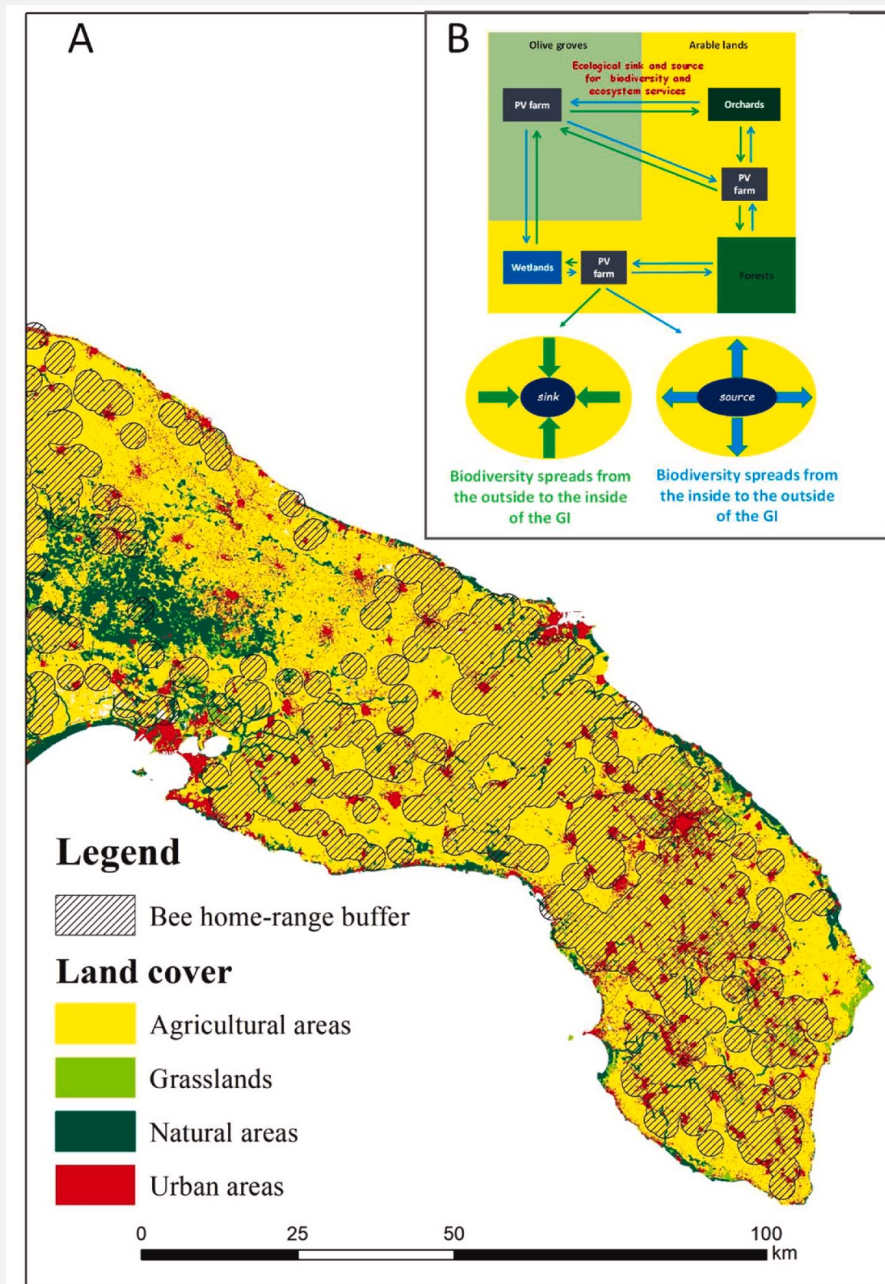 A
B
Olive groves
Arable lands
Ecological sink and source
for biodiversity and
ecosystem services
PV farm
Orchards
PV
farm
Wetlands
PV
farm
Forests
sink
source
Biodiversity spreads from
the outside to the inside
of the GI
Biodiversity spreads from
the inside to the outside
of the GI
Legend
Bee home-range buffer
Land cover
Agricultural areas
Grasslands
Natural areas
Urban areas
0 25 50 100
km